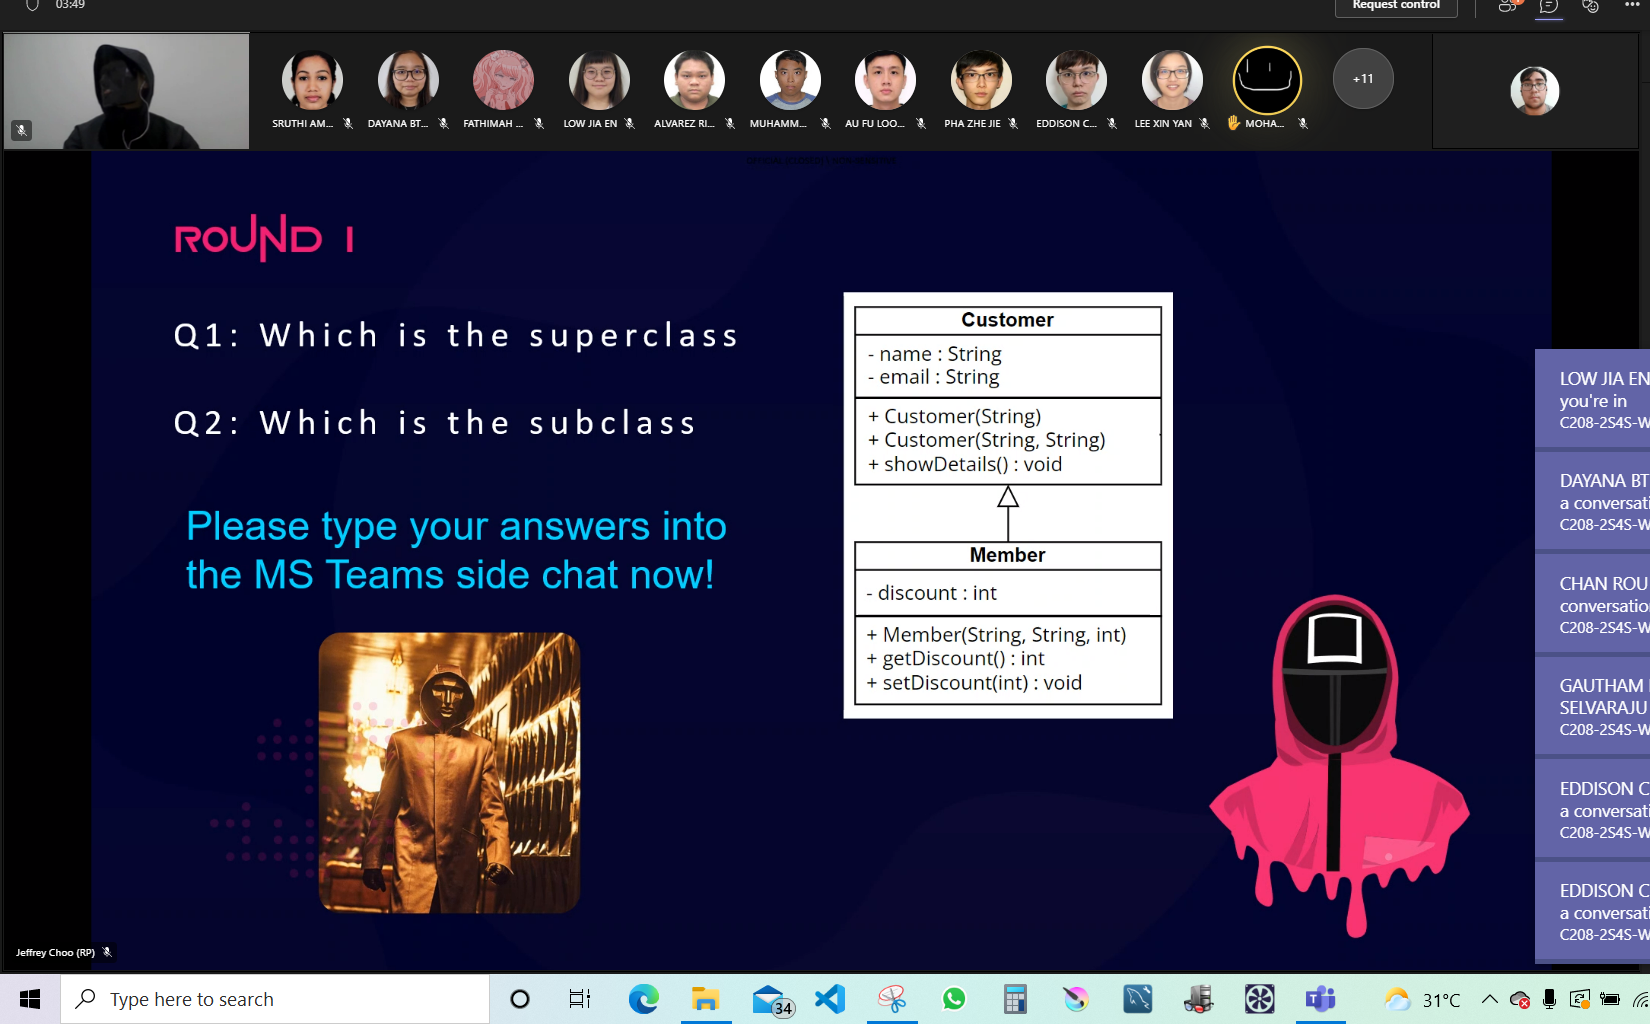 03:49
Request control
SRUTHI AM...
DAYANA BT...
FATHIMAH ...
LOW JIA EN
ALVAREZ RI...
MUHAMM...
AU FU LOO...
PHA ZHE JIE
EDDISON C...
LEE XIN YAN
MOHA...
+11
ROUND 1
Q1: Which is the superclass
Q2: Which is the subclass
Please type your answers into
the MS Teams side chat now!
Customer
- name : String
- email : String
+ Customer(String)
+ Customer(String, String)
+ showDetails() : void
Member
- discount : int
+ Member(String, String, int)
+ getDiscount() : int
+ setDiscount(int) : void
LOW JIA EN
you're in
C208-2S4S-W
DAYANA BT
a conversati
C208-2S4S-W
CHAN ROU
conversatio
C208-2S4S-W
GAUTHAM
SELVARAJU
C208-2S4S-W
EDDISON C
a conversati
C208-2S4S-W
EDDISON C
a conversati
C208-2S4S-W
Jeffrey Choo (RP)
Type here to search
34
31°C